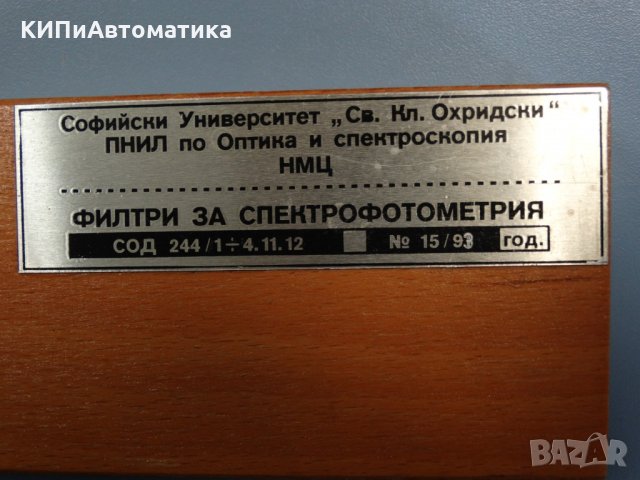 КИПиАвтоматика
Софийски Университет „Св. Кл. Охридски"
ПНИЛ по Оптика и спектроскопия
НМЦ
ФИЛТРИ ЗА СПЕКТРОФОТОМЕТРИЯ
СОД 244/1÷4.11.12 № 15/93 год.
BAZAR